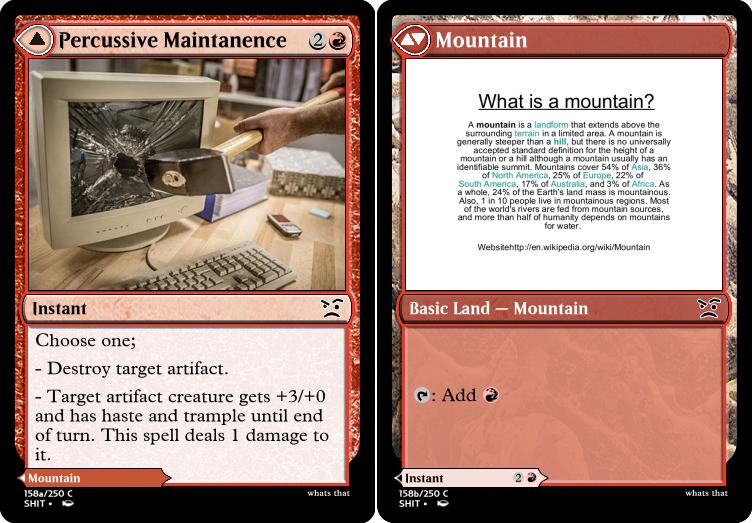 Percussive Maintanence 2
Instant
Choose one;
- Destroy target artifact.
- Target artifact creature gets +3/+0
and has haste and trample until end
of turn. This spell deals 1 damage to
it.
Mountain
158a/250 C
SHIT •
whats that
Mountain
What is a mountain?
A mountain is a landform that extends above the
surrounding terrain in a limited area. A mountain is
generally steeper than a hill, but there is no universally
accepted standard definition for the height of a
mountain or a hill although a mountain usually has an
identifiable summit. Mountains cover 54% of Asia, 36%
of North America, 25% of Europe, 22% of
South America, 17% of Australia, and 3% of Africa. As
a whole, 24% of the Earth's land mass is mountainous.
Also, 1 in 10 people live in mountainous regions. Most
of the world's rivers are fed from mountain sources,
and more than half of humanity depends on mountains
for water.
Websitehttp://en.wikipedia.org/wiki/Mountain
Basic Land — Mountain
: Add
Instant 2
158b/250 C
SHIT •
whats that